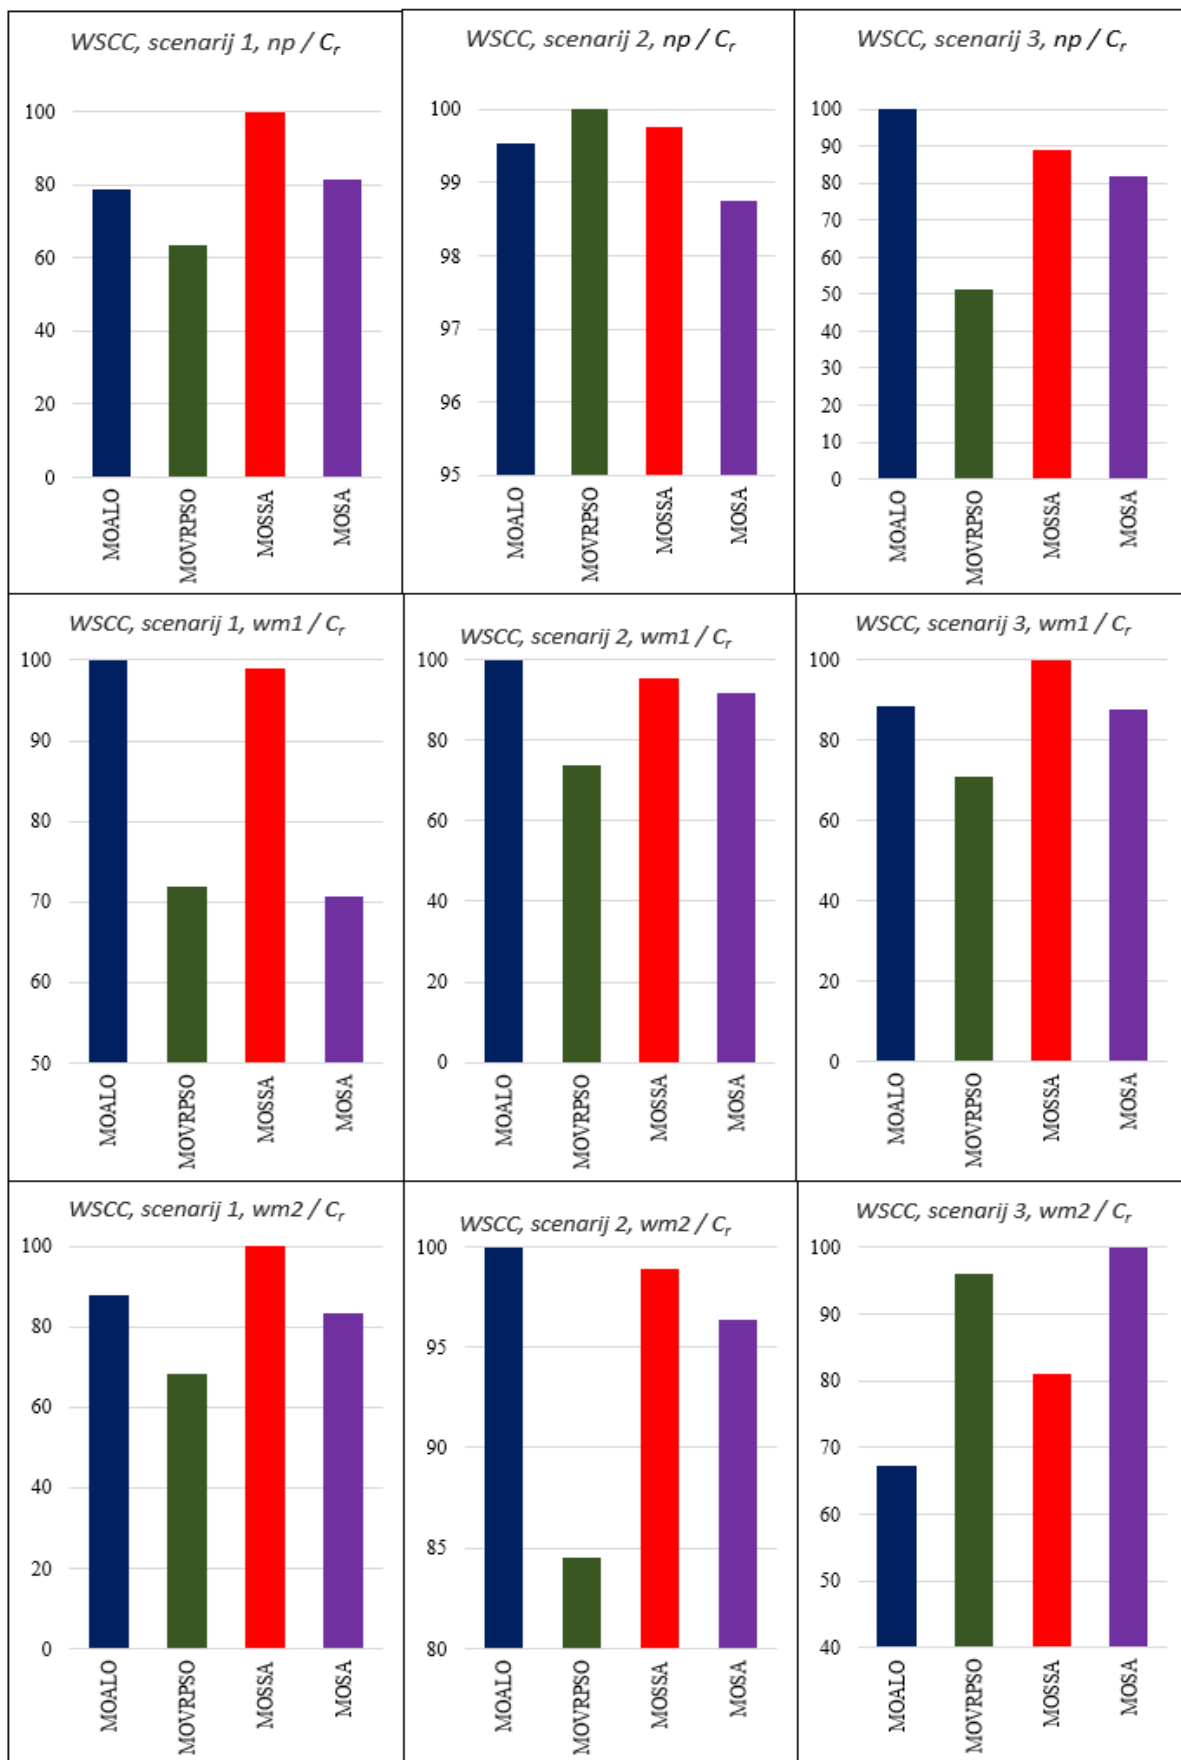 WSCC, scenarij 1, np / Cr
100
80
60
40
20
0
MOALO
MOVRPSO
MOSSA
MOSA
WSCC, scenarij 2, np / Cr
100
99
98
97
96
95
MOALO
MOVRPSO
MOSSA
MOSA
WSCC, scenarij 3, np / Cr
100
90
80
70
60
50
40
30
20
10
0
MOALO
MOVRPSO
MOSSA
MOSA
WSCC, scenarij 1, wm1 / Cr
100
90
80
70
60
50
MOALO
MOVRPSO
MOSSA
MOSA
WSCC, scenarij 2, wm1 / Cr
100
80
60
40
20
0
MOALO
MOVRPSO
MOSSA
MOSA
WSCC, scenarij 3, wm1 / Cr
100
80
60
40
20
0
MOALO
MOVRPSO
MOSSA
MOSA
WSCC, scenarij 1, wm2 / Cr
100
80
60
40
20
0
MOALO
MOVRPSO
MOSSA
MOSA
WSCC, scenarij 2, wm2 / Cr
100
95
90
85
80
MOALO
MOVRPSO
MOSSA
MOSA
WSCC, scenarij 3, wm2 / Cr
100
90
80
70
60
50
40
MOALO
MOVRPSO
MOSSA
MOSA